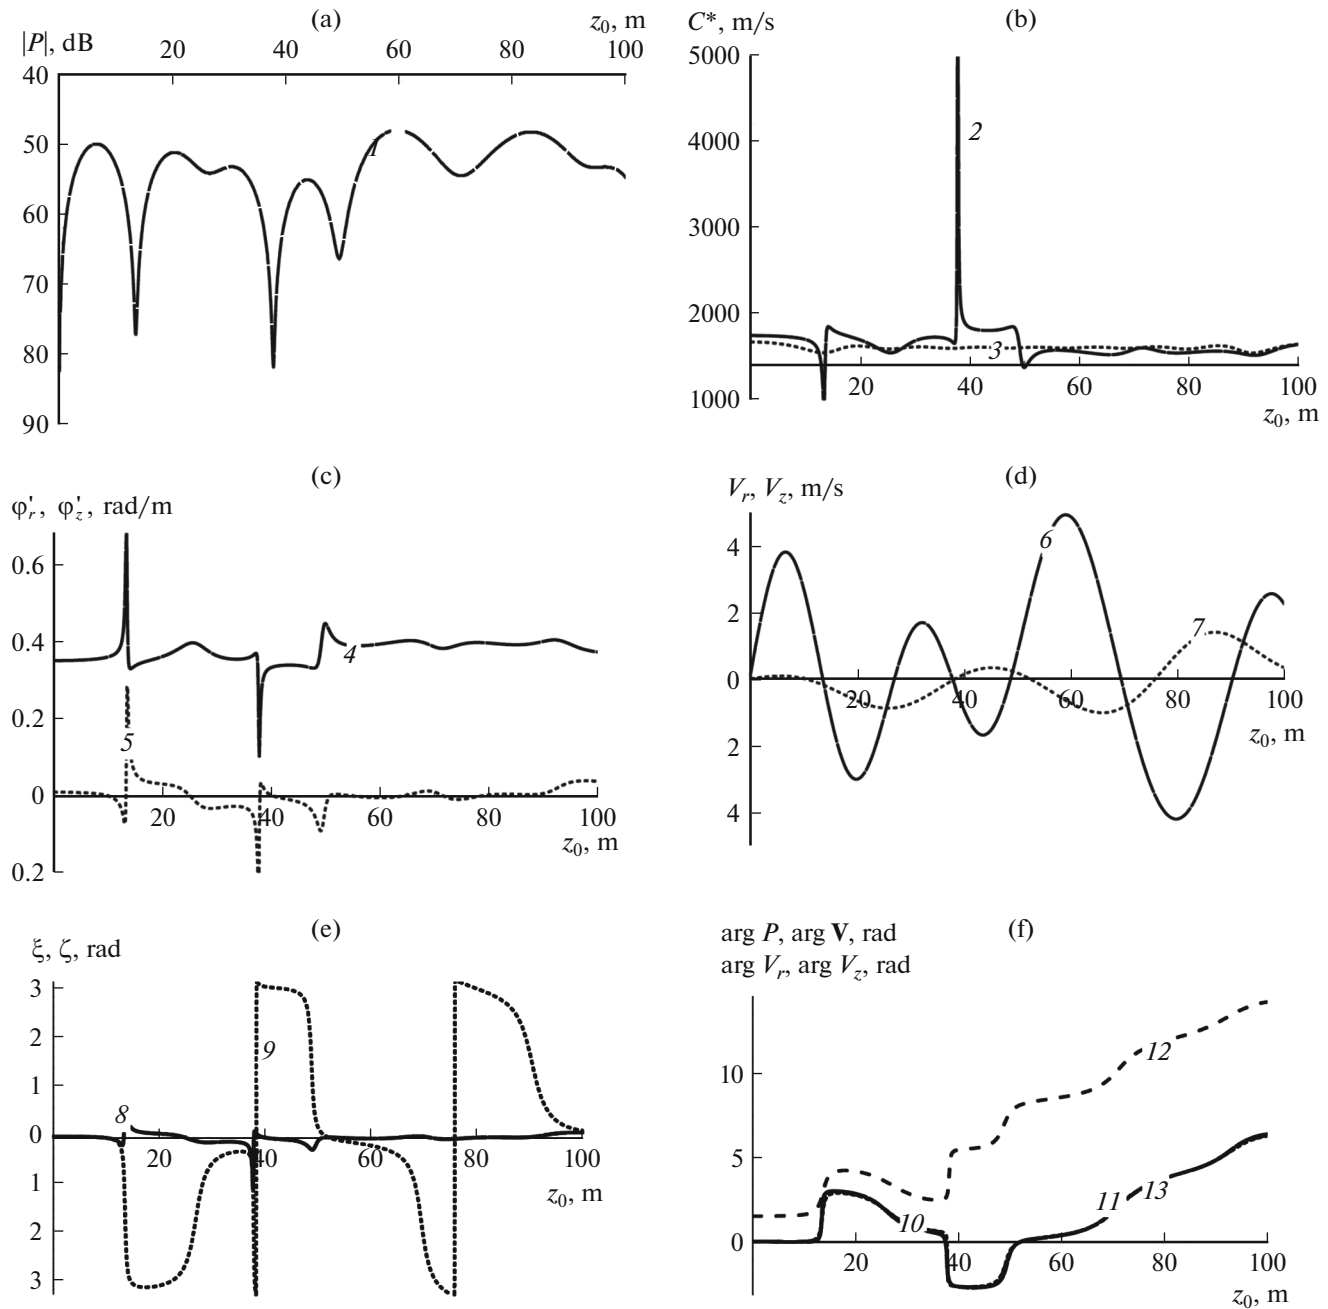 (a)
|P|, dB
z₀, m
20 40 60 80 100
40
50
60
70
80
90
1
(b)
C*, m/s
5000
4000
3000
2000
1000
2
3
20 40 60 80 100
z₀, m
(c)
φ'ᵣ, φ'_z, rad/m
0.6
0.4
0.2
0
0.2
4
5
20 40 60 80 100
z₀, m
(d)
Vᵣ, V_z, m/s
4
2
0
2
4
6
7
20 40 60 80 100
z₀, m
(e)
ξ, ζ, rad
3
2
1
0
1
2
3
8
9
20 40 60 80 100
z₀, m
(f)
arg P, arg V, rad
arg Vᵣ, arg V_z, rad
10
5
0
12
11 13
10
20 40 60 80 100
z₀, m